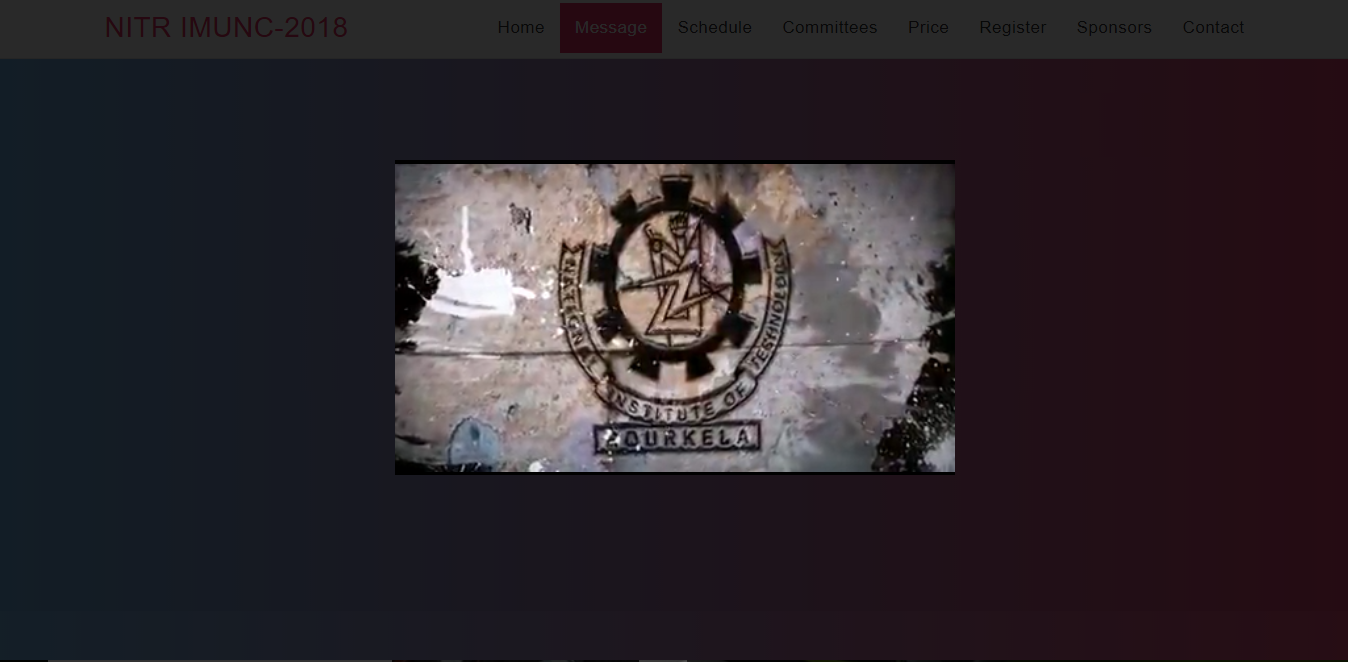 NITR IMUNC-2018
Home Message Schedule Committees Price Register Sponsors Contact
NATIONAL INSTITUTE OF TECHNOLOGY
ROURKELA